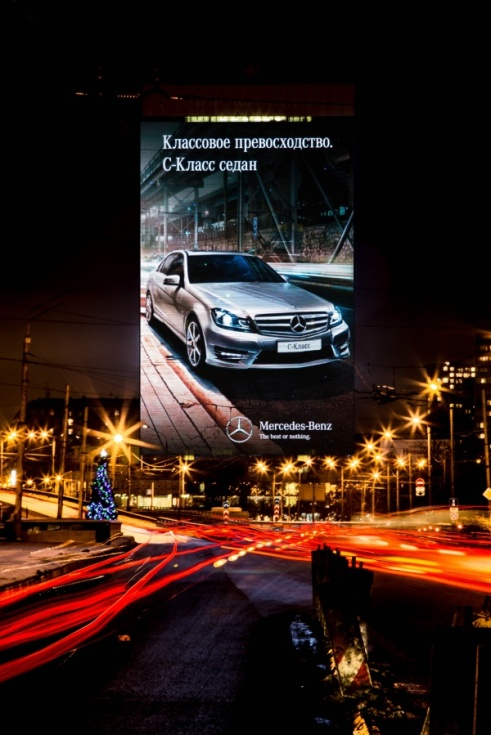 Классовое превосходство.
С-Класс седан
С-Класс
Mercedes-Benz
The best or nothing.